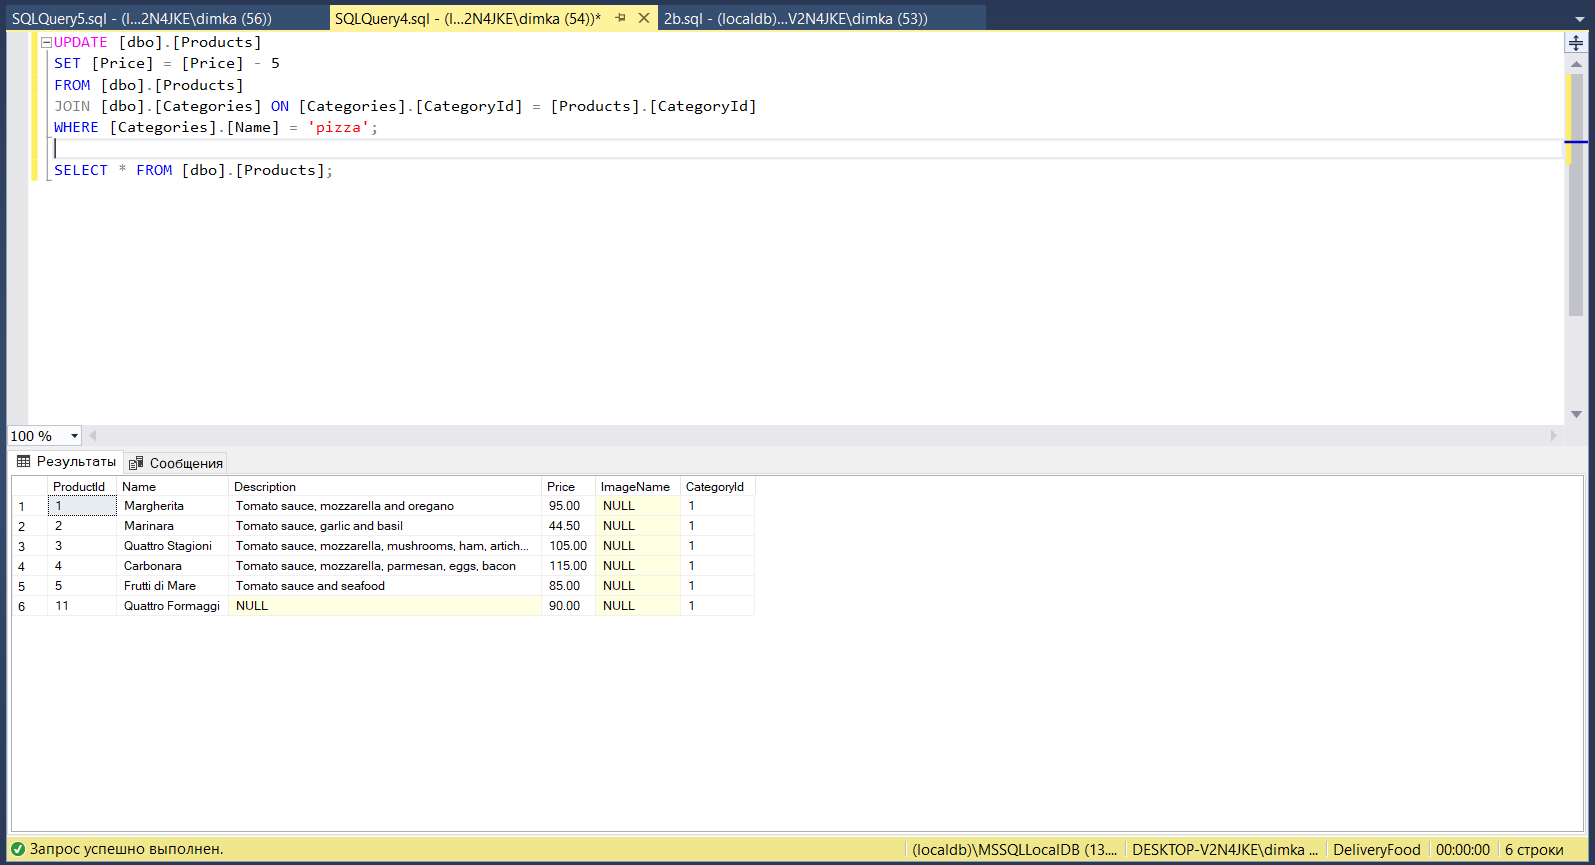 SQLQuery5.sql - (l...2N4JKE\dimka (56))
SQLQuery4.sql - (l...2N4JKE\dimka (54))*
2b.sql - (localdb)...V2N4JKE\dimka (53))
UPDATE [dbo].[Products]
SET [Price] = [Price] - 5
FROM [dbo].[Products]
JOIN [dbo].[Categories] ON [Categories].[CategoryId] = [Products].[CategoryId]
WHERE [Categories].[Name] = 'pizza';
SELECT * FROM [dbo].[Products];
100 %
Результаты Сообщения
ProductId Name Description Price ImageName CategoryId
1 1 Margherita Tomato sauce, mozzarella and oregano 95.00 NULL 1
2 2 Marinara Tomato sauce, garlic and basil 44.50 NULL 1
3 3 Quattro Stagioni Tomato sauce, mozzarella, mushrooms, ham, artich... 105.00 NULL 1
4 4 Carbonara Tomato sauce, mozzarella, parmesan, eggs, bacon 115.00 NULL 1
5 5 Frutti di Mare Tomato sauce and seafood 85.00 NULL 1
6 11 Quattro Formaggi NULL 90.00 NULL 1
Запрос успешно выполнен.
(localdb)\MSSQLLocalDB (13.... DESKTOP-V2N4JKE\dimka ... DeliveryFood 00:00:00 6 строки